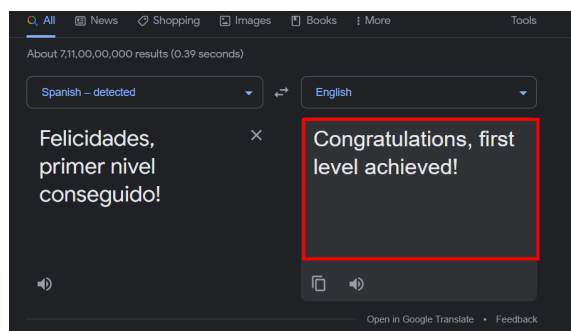 All News Shopping Images Books More Tools
About 7,11,00,00,000 results (0.39 seconds)
Spanish – detected English
Felicidades,
primer nivel
conseguido!
Congratulations, first
level achieved!
Open in Google Translate • Feedback